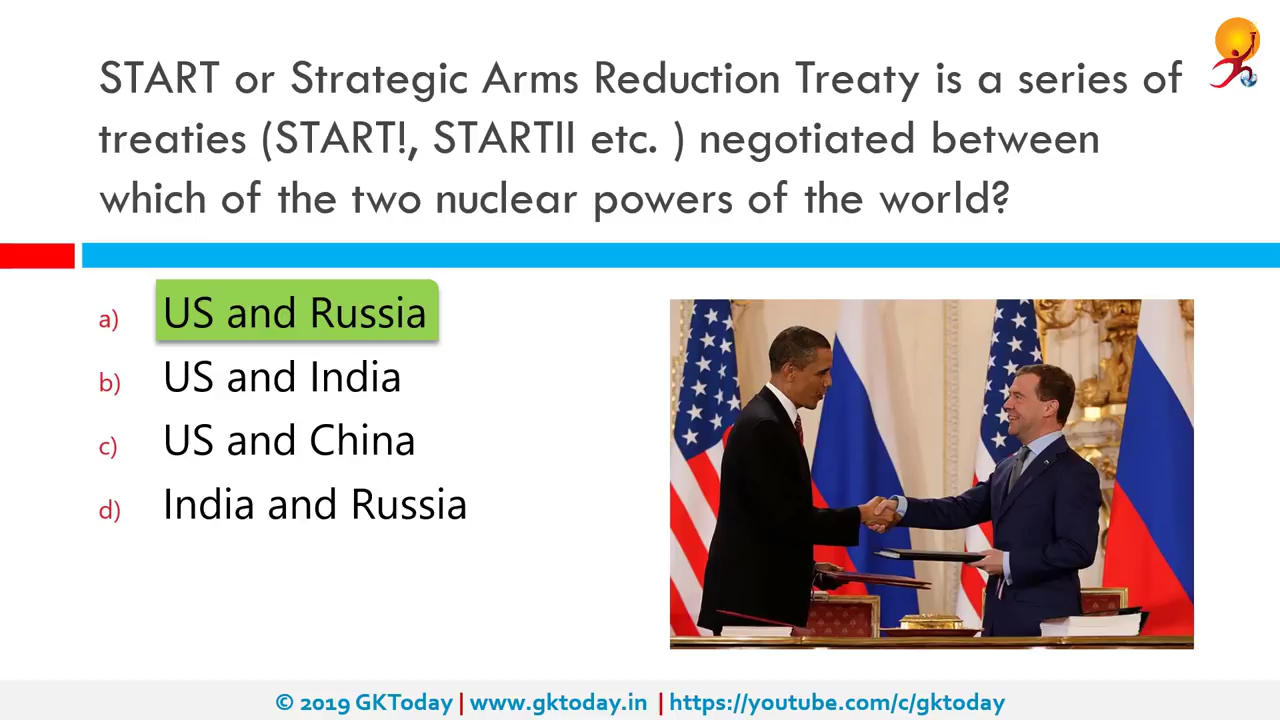 START or Strategic Arms Reduction Treaty is a series of
treaties (START!, STARTII etc. ) negotiated between
which of the two nuclear powers of the world?
a) US and Russia
b) US and India
c) US and China
d) India and Russia
© 2019 GKToday | www.gktoday.in | https://youtube.com/c/gktoday